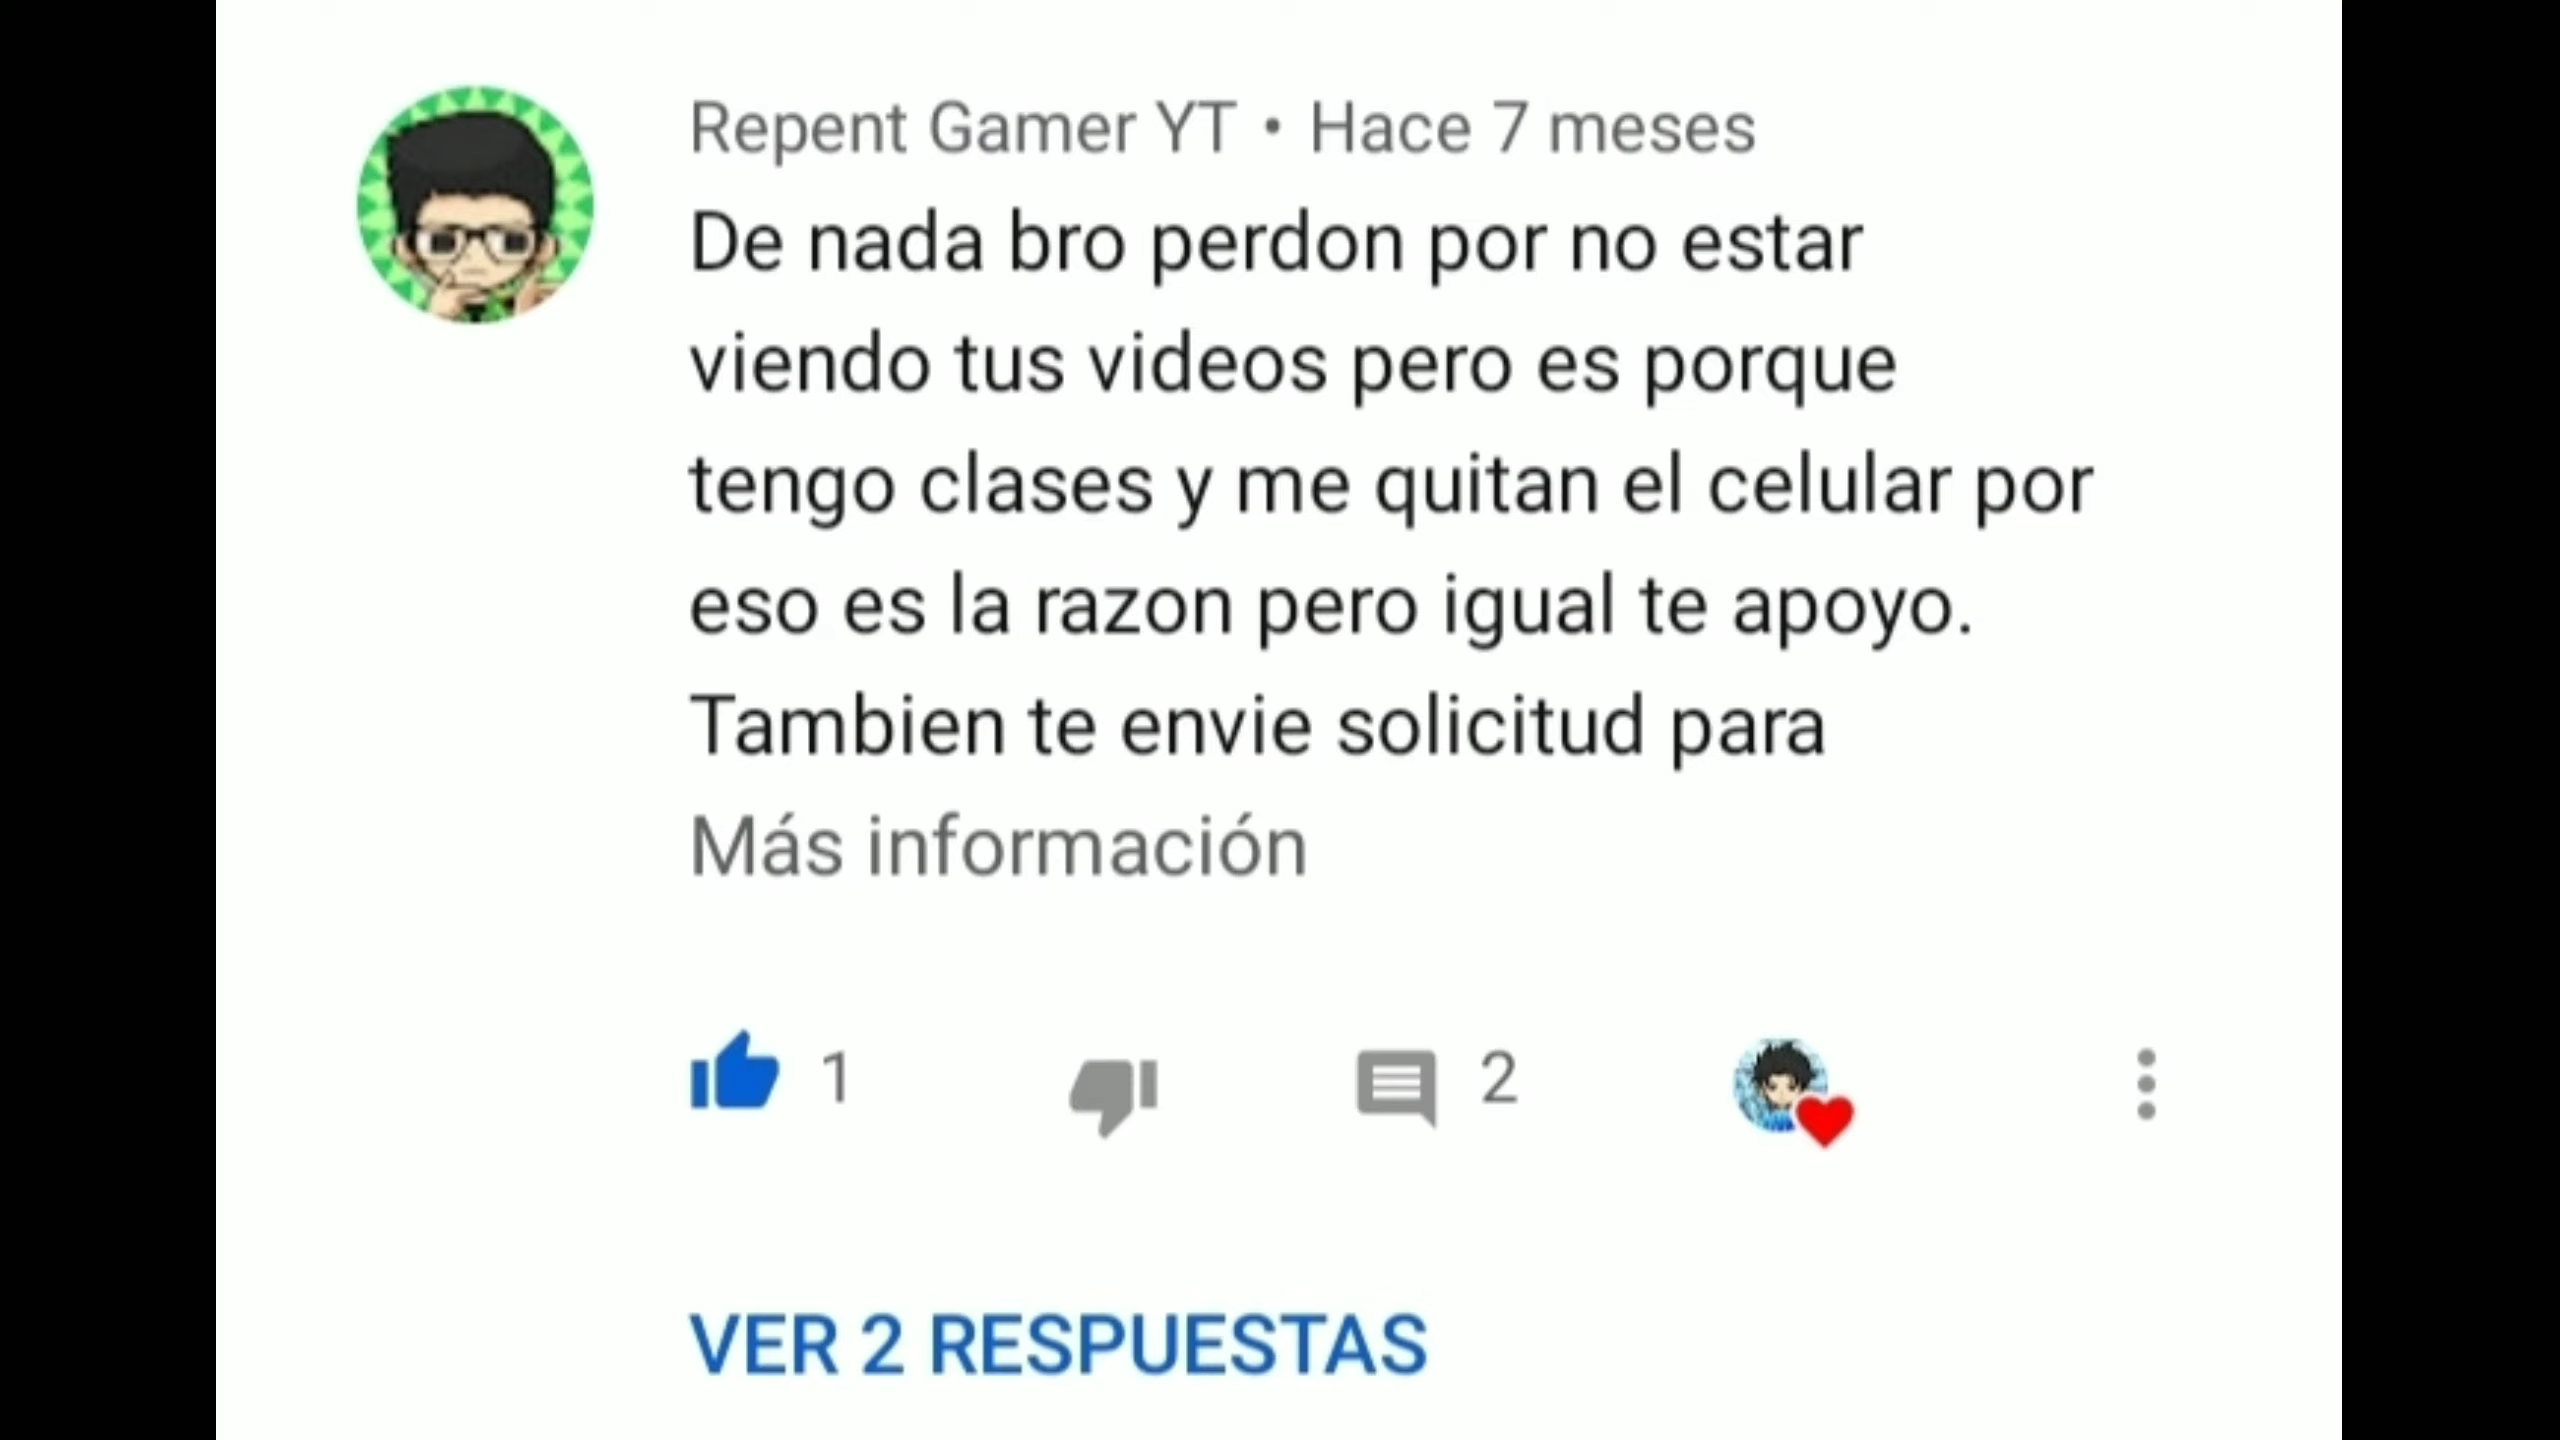 Repent Gamer YT • Hace 7 meses
De nada bro perdon por no estar
viendo tus videos pero es porque
tengo clases y me quitan el celular por
eso es la razon pero igual te apoyo.
Tambien te envie solicitud para
Más información
1
2
VER 2 RESPUESTAS